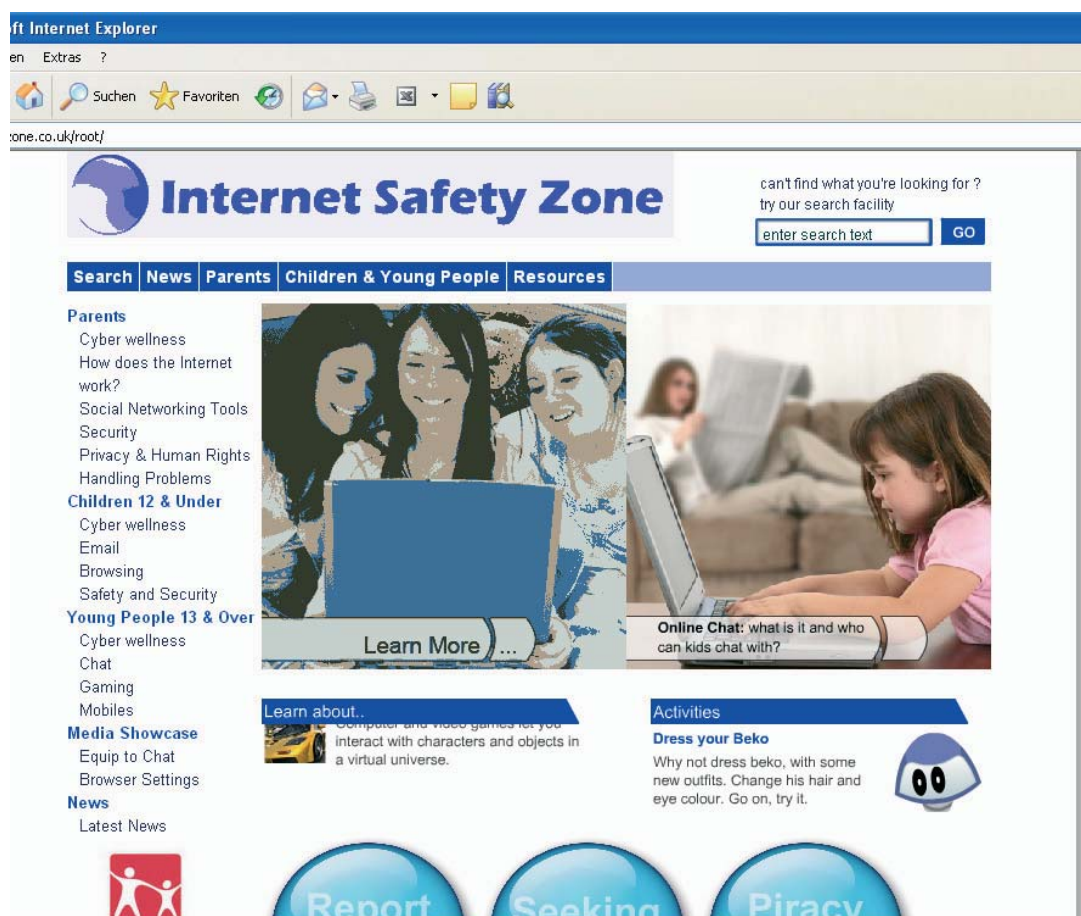 ft Internet Explorer
en Extras ?
Suchen Favoriten
one.co.uk/root/
Internet Safety Zone
can't find what you're looking for ?
try our search facility
enter search text GO
Search News Parents Children & Young People Resources
Parents
Cyber wellness
How does the Internet
work?
Social Networking Tools
Security
Privacy & Human Rights
Handling Problems
Children 12 & Under
Cyber wellness
Email
Browsing
Safety and Security
Young People 13 & Over
Cyber wellness
Chat
Gaming
Mobiles
Media Showcase
Equip to Chat
Browser Settings
News
Latest News
Learn More ...
Online Chat: what is it and who
can kids chat with?
Learn about..
Computer and video games let you
interact with characters and objects in
a virtual universe.
Activities
Dress your Beko
Why not dress beko, with some
new outfits. Change his hair and
eye colour. Go on, try it.
Report
Seeking
Piracy